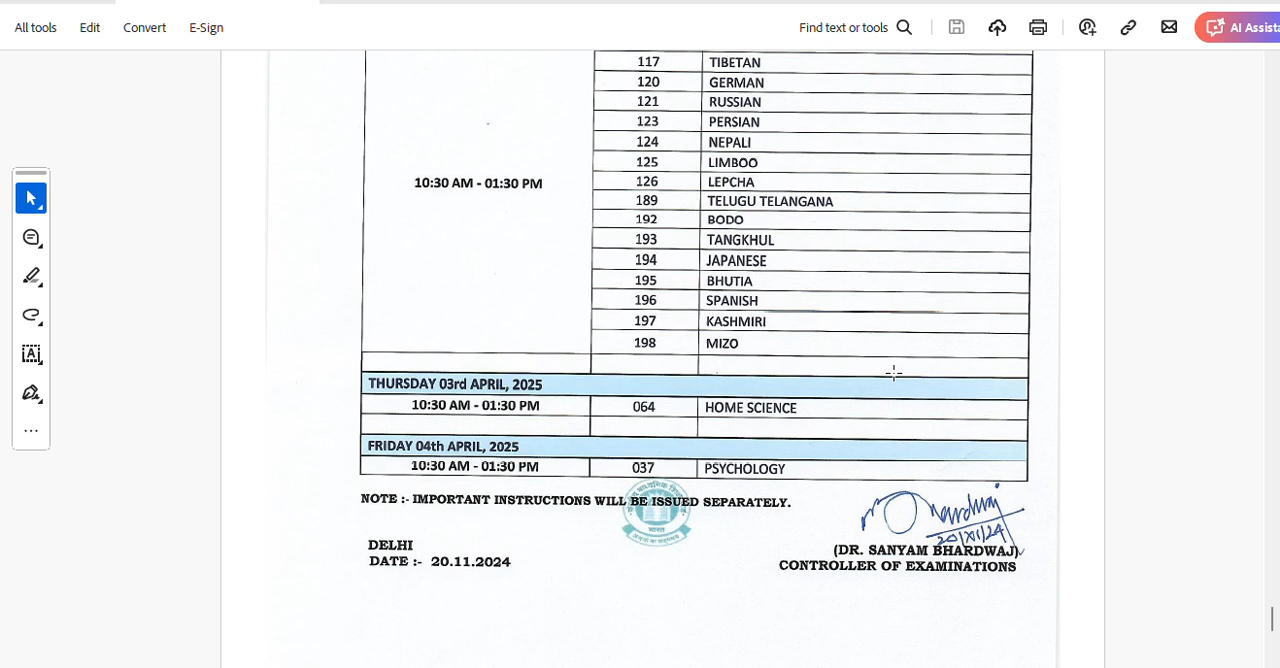 All tools Edit Convert E-Sign Find text or tools AI Assista
117 TIBETAN
120 GERMAN
121 RUSSIAN
123 PERSIAN
124 NEPALI
125 LIMBOO
10:30 AM - 01:30 PM
126 LEPCHA
189 TELUGU TELANGANA
192 BODO
193 TANGKHUL
194 JAPANESE
195 BHUTIA
196 SPANISH
197 KASHMIRI
198 MIZO
THURSDAY 03rd APRIL, 2025
10:30 AM - 01:30 PM 064 HOME SCIENCE
FRIDAY 04th APRIL, 2025
10:30 AM - 01:30 PM 037 PSYCHOLOGY
NOTE :- IMPORTANT INSTRUCTIONS WILL BE ISSUED SEPARATELY.
भारत
20/XI/24
DELHI
(DR. SANYAM BHARDWAJ)
DATE :- 20.11.2024
CONTROLLER OF EXAMINATIONS